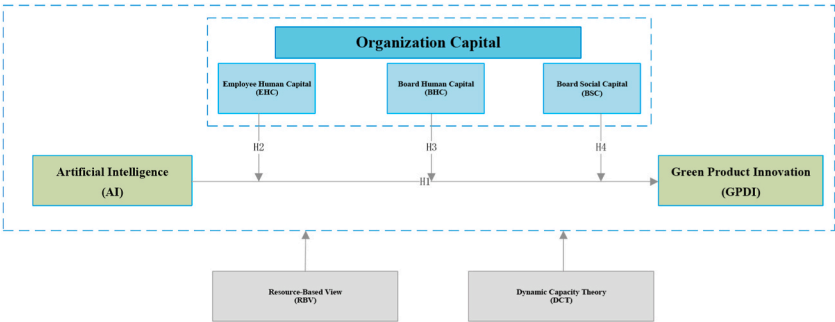 Organization Capital
Employee Human Capital
(EHC)
Board Human Capital
(BHC)
Board Social Capital
(BSC)
H2
H3
H4
Artificial Intelligence
(AI)
H1
Green Product Innovation
(GPDI)
Resource-Based View
(RBV)
Dynamic Capacity Theory
(DCT)